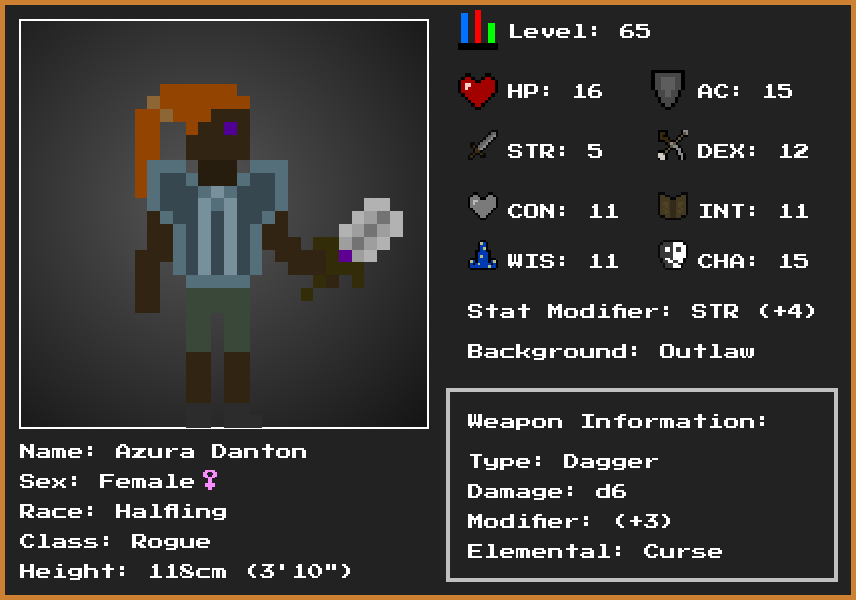 Level: 65
HP: 16 AC: 15
STR: 5 DEX: 12
CON: 11 INT: 11
WIS: 11 CHA: 15
Stat Modifier: STR (+4)
Background: Outlaw
Name: Azura Danton
Sex: Female♀
Race: Halfling
Class: Rogue
Height: 118cm (3'10")
Weapon Information:
Type: Dagger
Damage: d6
Modifier: (+3)
Elemental: Curse